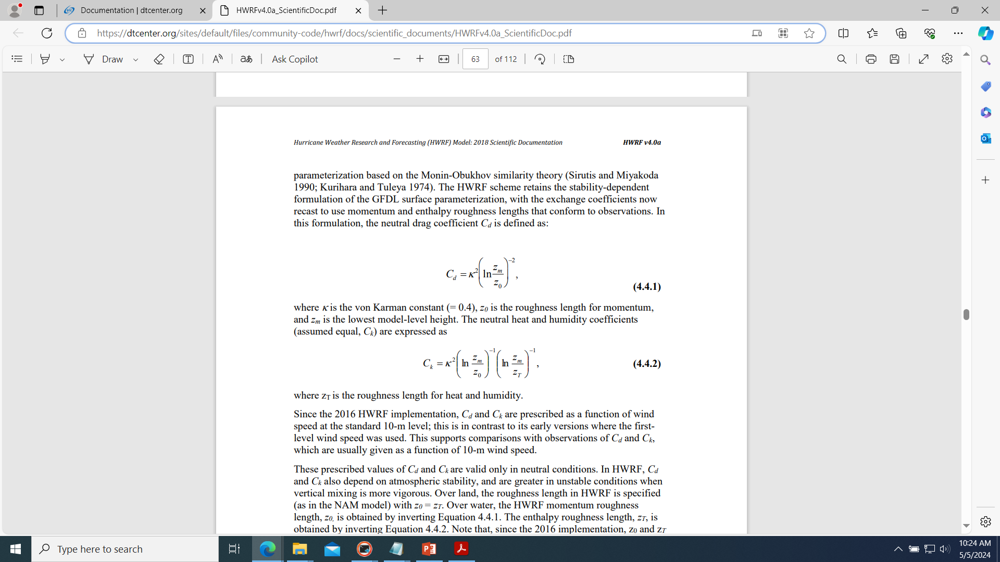 Documentation | dtcenter.org
HWRFv4.0a_ScientificDoc.pdf
https://dtcenter.org/sites/default/files/community-code/hwrf/docs/scientific_documents/HWRFv4.0a_ScientificDoc.pdf
Draw
Ask Copilot
63
of 112
Hurricane Weather Research and Forecasting (HWRF) Model: 2018 Scientific Documentation HWRF v4.0a
parameterization based on the Monin-Obukhov similarity theory (Sirutis and Miyakoda
1990; Kurihara and Tuleya 1974). The HWRF scheme retains the stability-dependent
formulation of the GFDL surface parameterization, with the exchange coefficients now
recast to use momentum and enthalpy roughness lengths that conform to observations. In
this formulation, the neutral drag coefficient C_d is defined as:
C_d = κ^2 (ln z_m/z_0)^-2,
(4.4.1)
where κ is the von Karman constant (= 0.4), z_0 is the roughness length for momentum,
and z_m is the lowest model-level height. The neutral heat and humidity coefficients
(assumed equal, C_k) are expressed as
C_k = κ^2 (ln z_m/z_0)^-1 (ln z_m/z_T)^-1, (4.4.2)
where z_T is the roughness length for heat and humidity.
Since the 2016 HWRF implementation, C_d and C_k are prescribed as a function of wind
speed at the standard 10-m level; this is in contrast to its early versions where the first-
level wind speed was used. This supports comparisons with observations of C_d and C_k,
which are usually given as a function of 10-m wind speed.
These prescribed values of C_d and C_k are valid only in neutral conditions. In HWRF, C_d
and C_k also depend on atmospheric stability, and are greater in unstable conditions when
vertical mixing is more vigorous. Over land, the roughness length in HWRF is specified
(as in the NAM model) with z_0 = z_T. Over water, the HWRF momentum roughness
length, z_0, is obtained by inverting Equation 4.4.1. The enthalpy roughness length, z_T, is
obtained by inverting Equation 4.4.2. Note that, since the 2016 implementation, z_0 and z_T
Type here to search
10:24 AM
5/5/2024